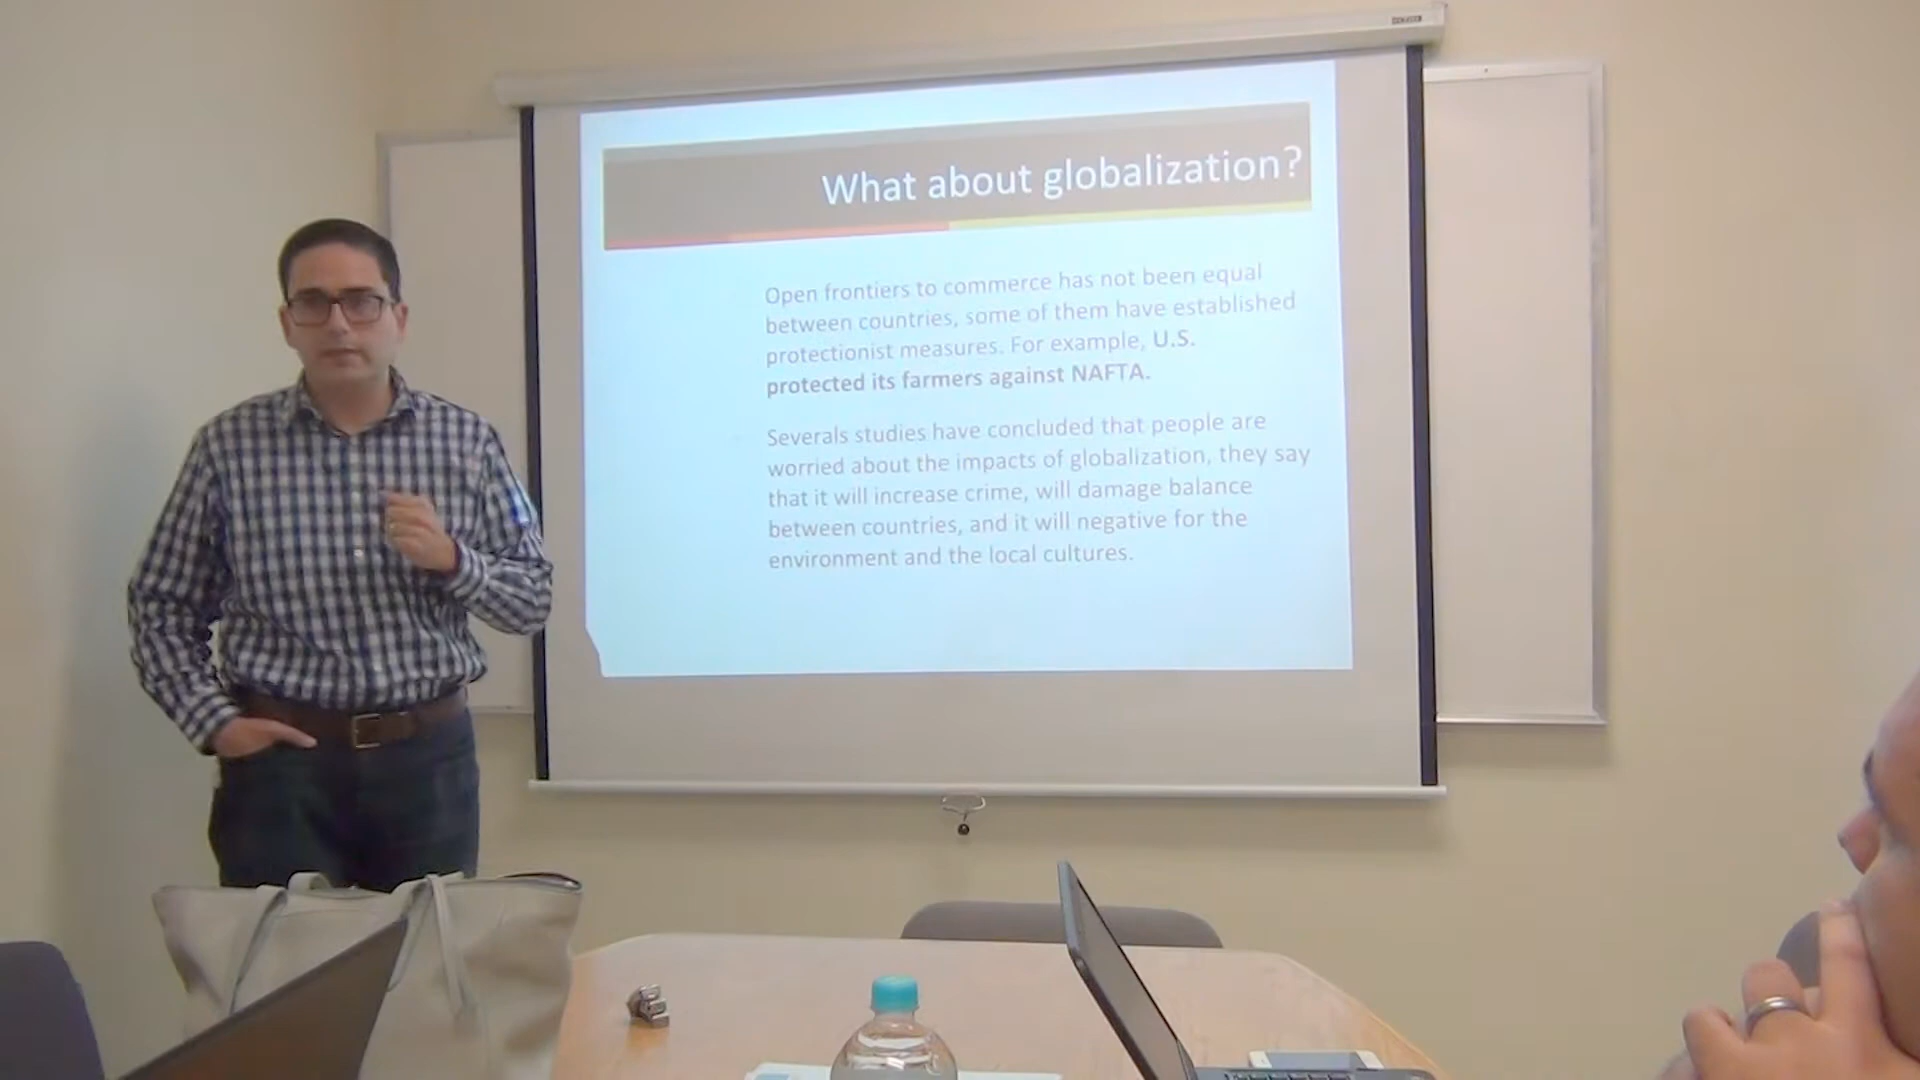 What about globalization?
Open frontiers to commerce has not been equal
between countries, some of them have established
protectionist measures. For example, U.S.
protected its farmers against NAFTA.
Severals studies have concluded that people are
worried about the impacts of globalization, they say
that it will increase crime, will damage balance
between countries, and it will negative for the
environment and the local cultures.